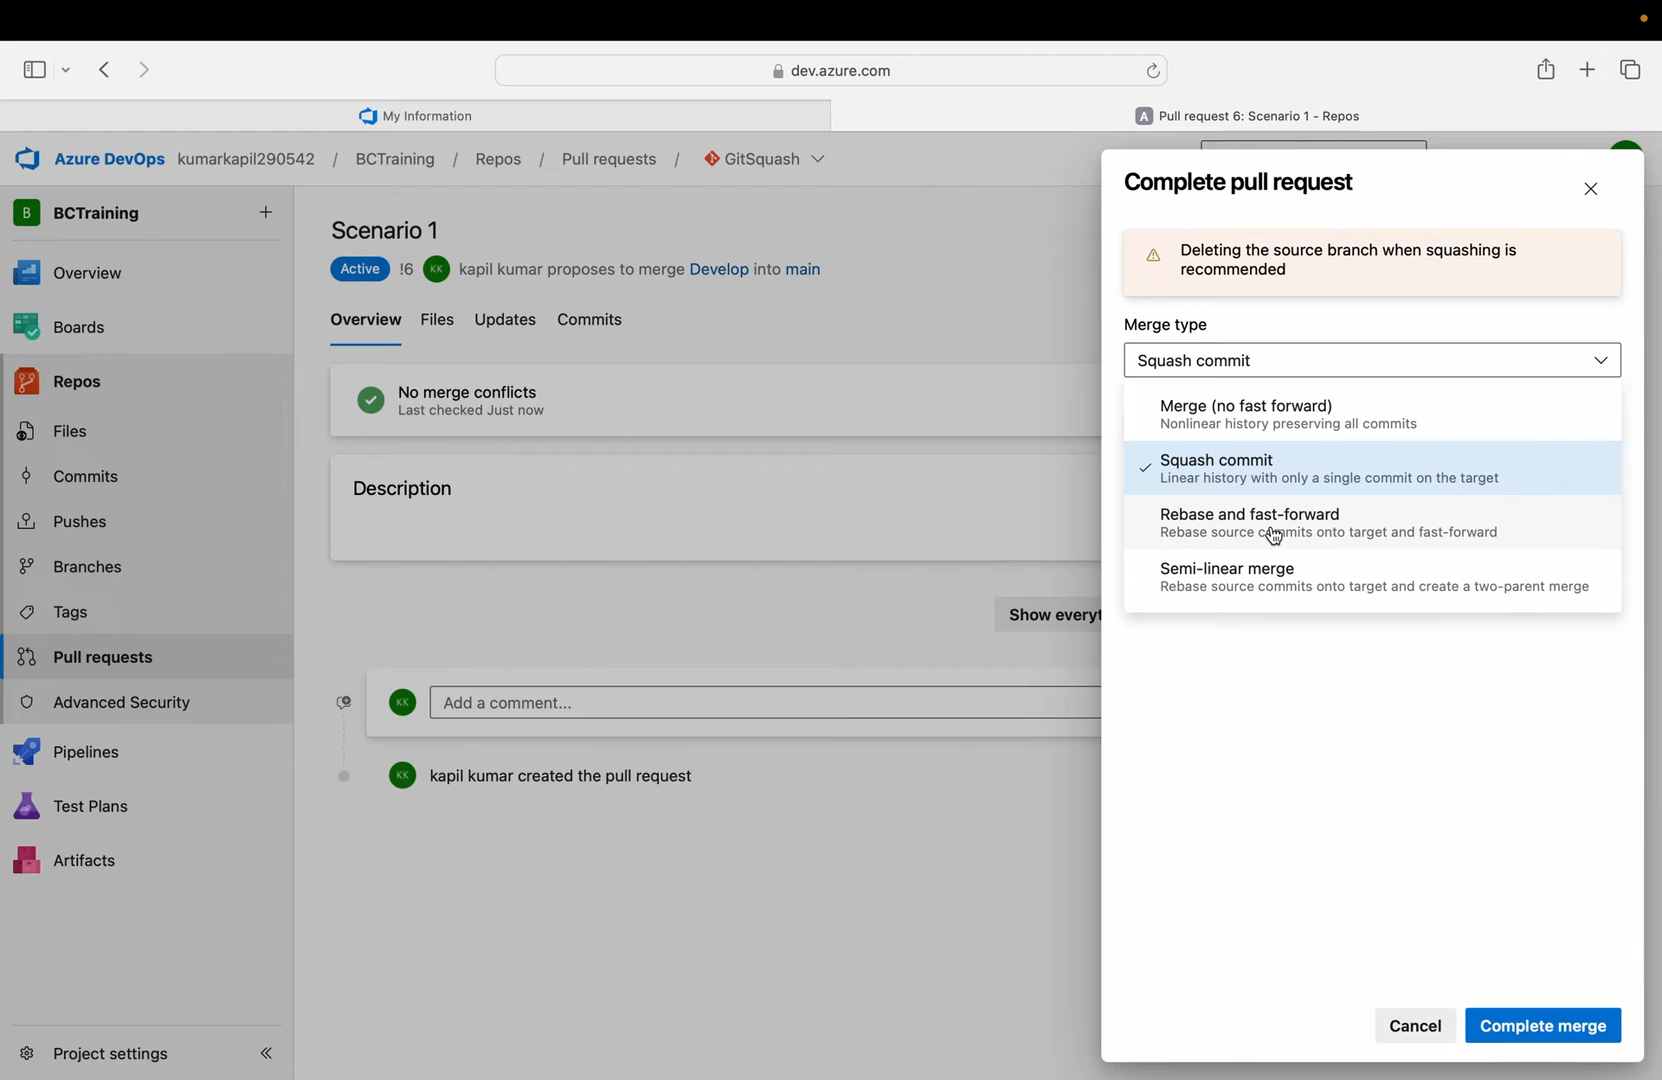 dev.azure.com
My Information
A Pull request 6: Scenario 1 - Repos
Azure DevOps kumarkapil290542 / BCTraining / Repos / Pull requests / GitSquash
B BCTraining
Overview
Boards
Repos
Files
Commits
Pushes
Branches
Tags
Pull requests
Advanced Security
Pipelines
Test Plans
Artifacts
Project settings
Scenario 1
Active !6 KK kapil kumar proposes to merge Develop into main
Overview Files Updates Commits
No merge conflicts
Last checked Just now
Description
Show everyt
KK Add a comment...
KK kapil kumar created the pull request
Complete pull request
Deleting the source branch when squashing is
recommended
Merge type
Squash commit
Merge (no fast forward)
Nonlinear history preserving all commits
Squash commit
Linear history with only a single commit on the target
Rebase and fast-forward
Rebase source commits onto target and fast-forward
Semi-linear merge
Rebase source commits onto target and create a two-parent merge
Cancel Complete merge